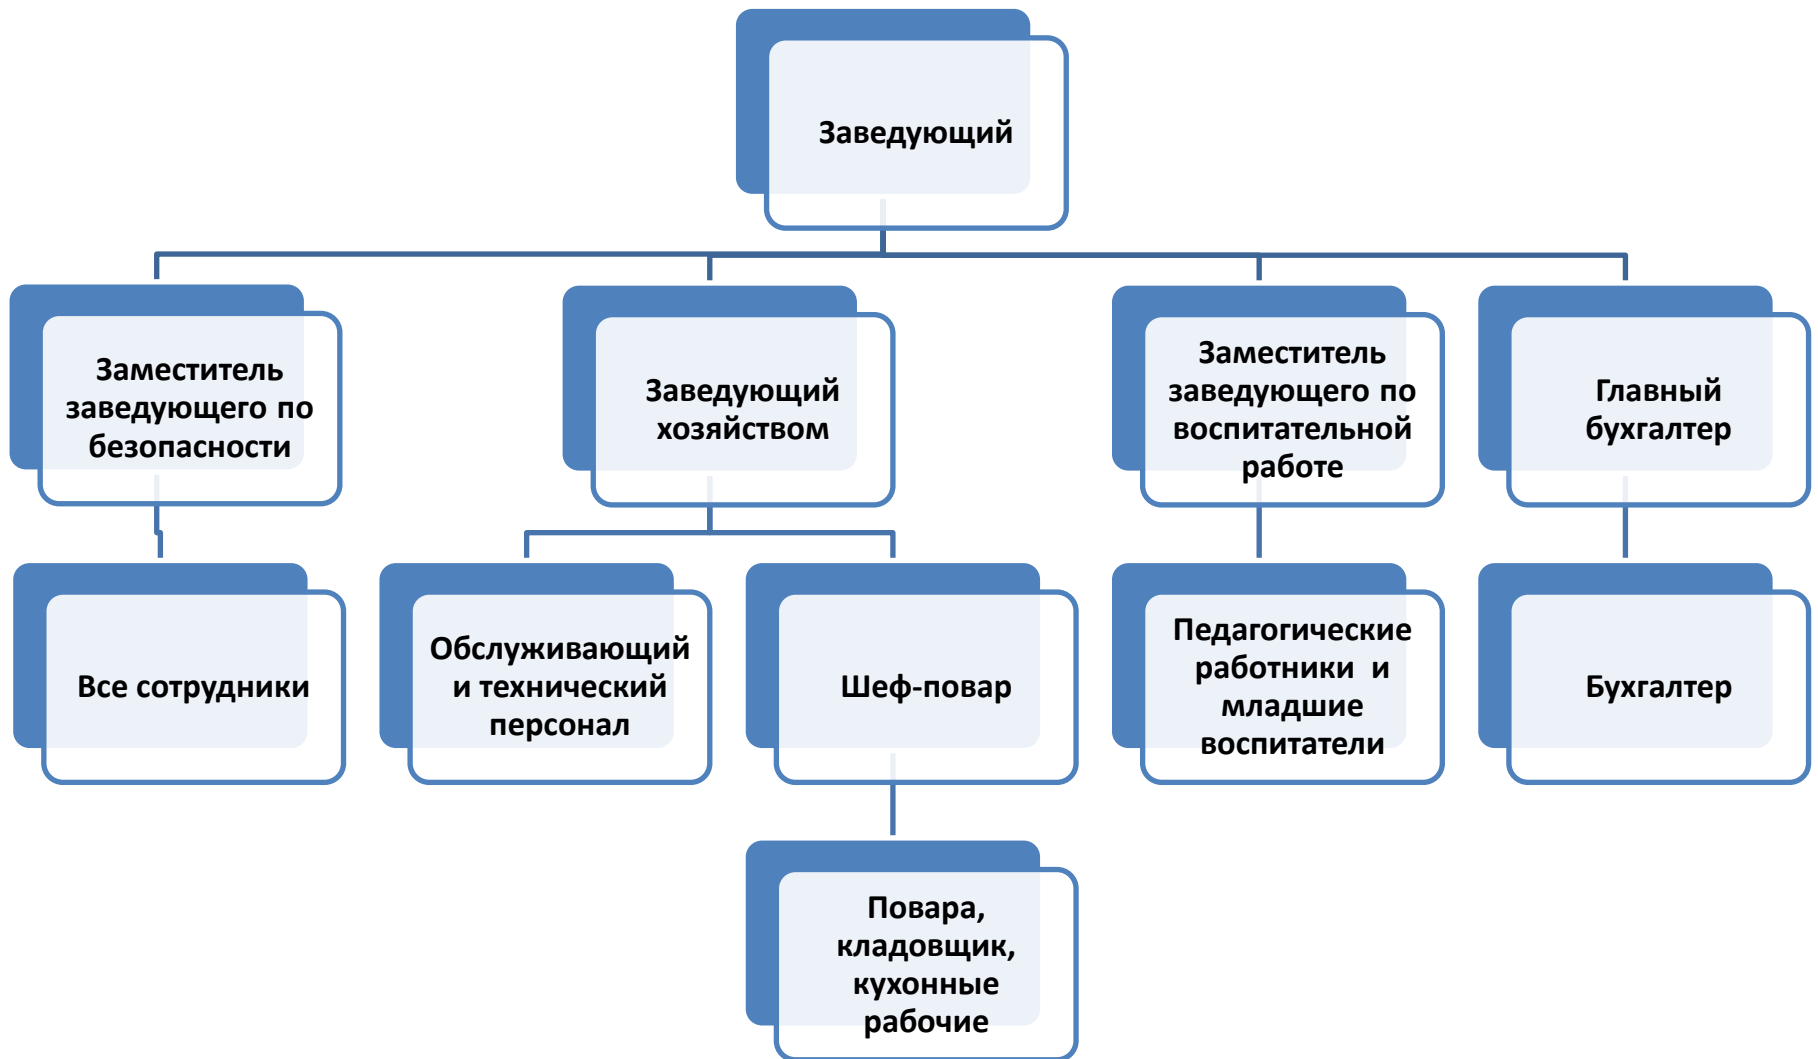 Заведующий
Заместитель
заведующего по
безопасности
Заведующий
хозяйством
Заместитель
заведующего по
воспитательной
работе
Главный
бухгалтер
Все сотрудники
Обслуживающий
и технический
персонал
Шеф-повар
Педагогические
работники и
младшие
воспитатели
Бухгалтер
Повара,
кладовщик,
кухонные
рабочие